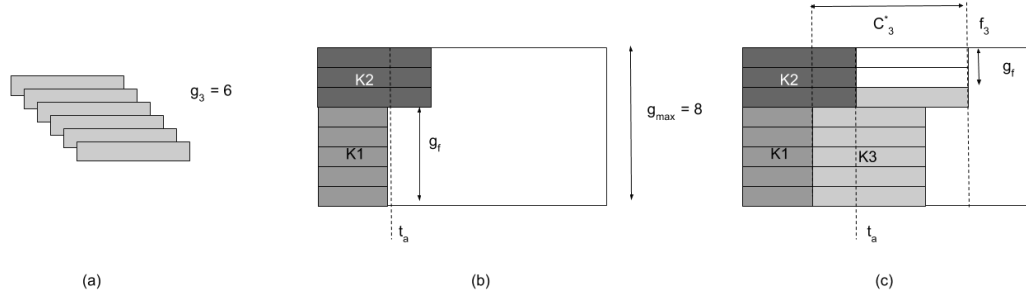 g3 = 6
(a)
K2
K1
gf
gmax = 8
ta
(b)
C*3
f3
K2
gf
K1
K3
ta
(c)